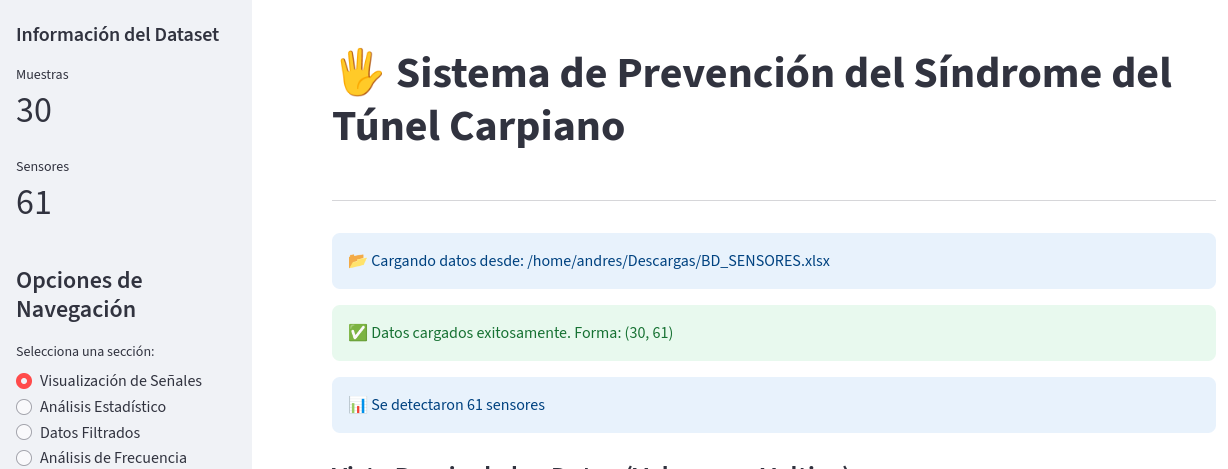 Información del Dataset
Muestras
30
Sensores
61
Opciones de
Navegación
Selecciona una sección:
Visualización de Señales
Análisis Estadístico
Datos Filtrados
Análisis de Frecuencia
🖐 Sistema de Prevención del Síndrome del
Túnel Carpiano
📂 Cargando datos desde: /home/andres/Descargas/BD_SENSORES.xlsx
✅ Datos cargados exitosamente. Forma: (30, 61)
📊 Se detectaron 61 sensores